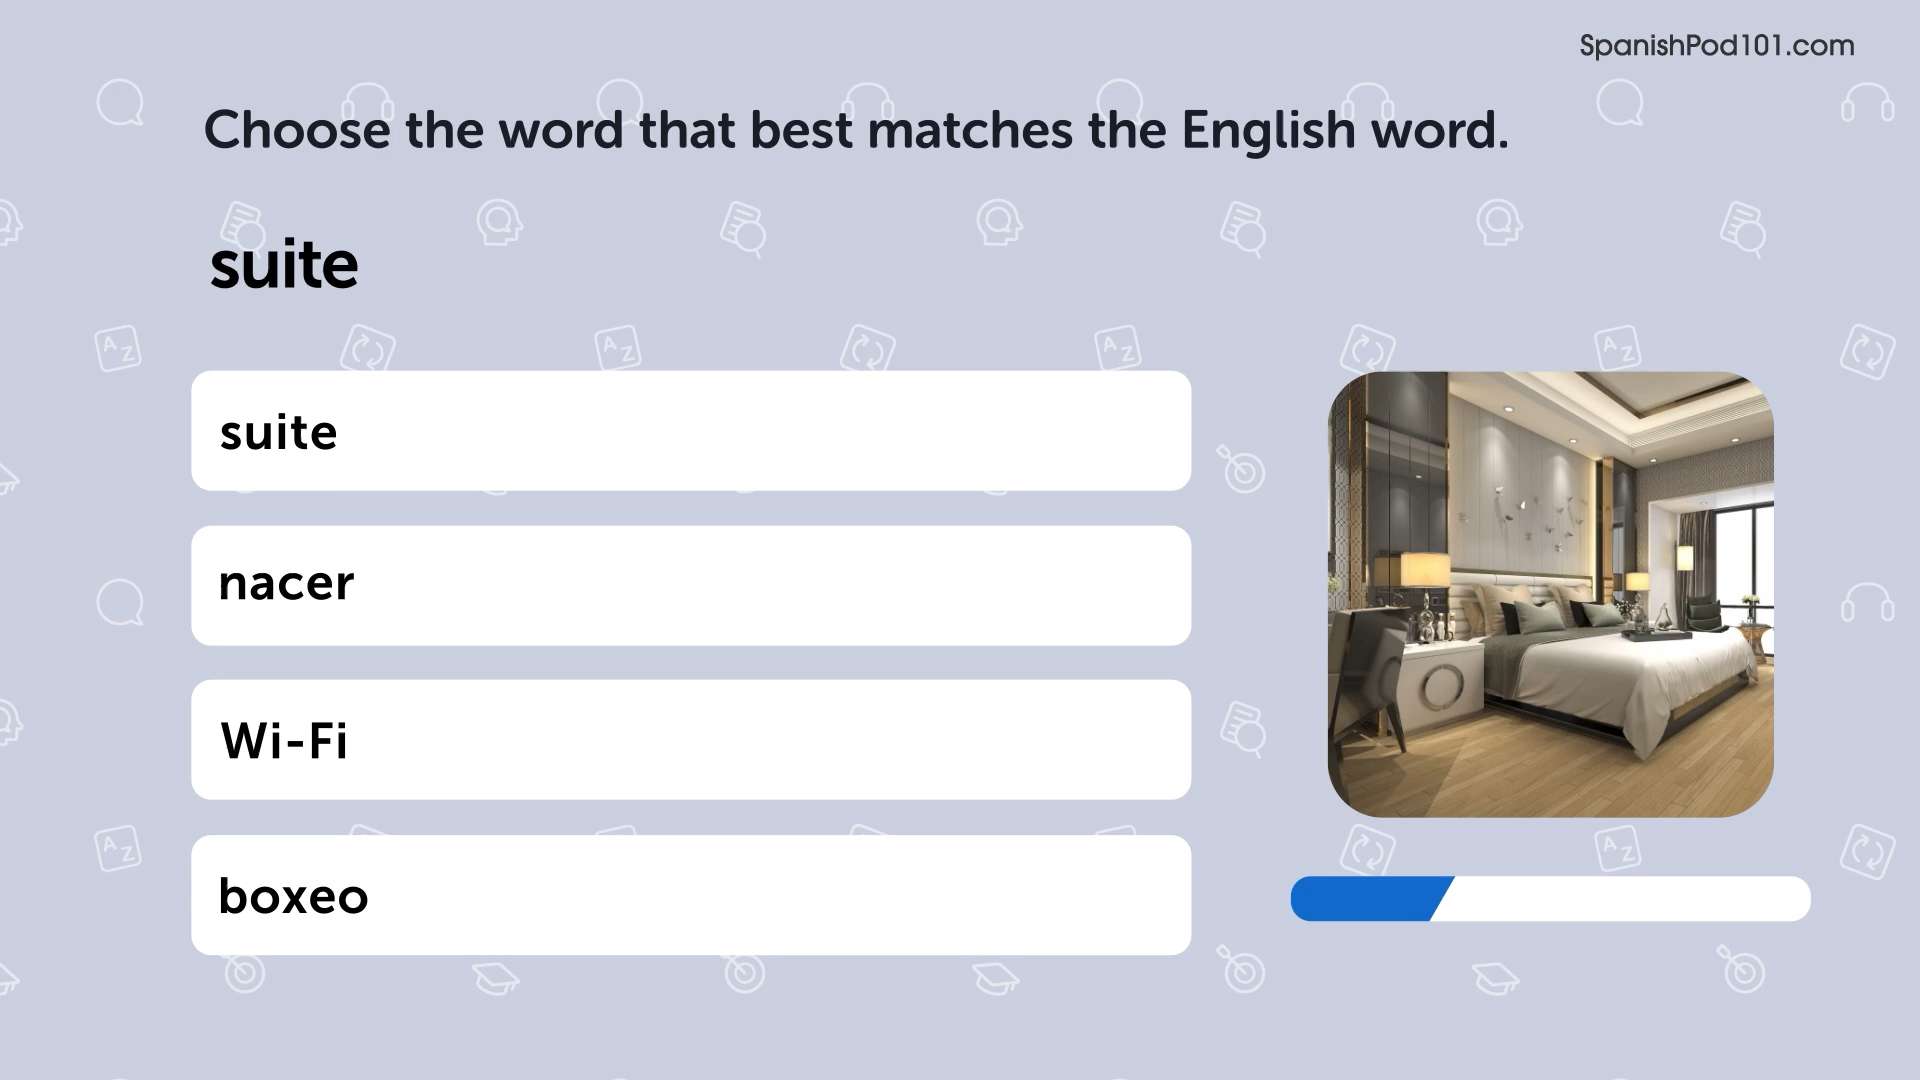 SpanishPod101.com
Choose the word that best matches the English word.
suite
suite
nacer
Wi-Fi
boxeo